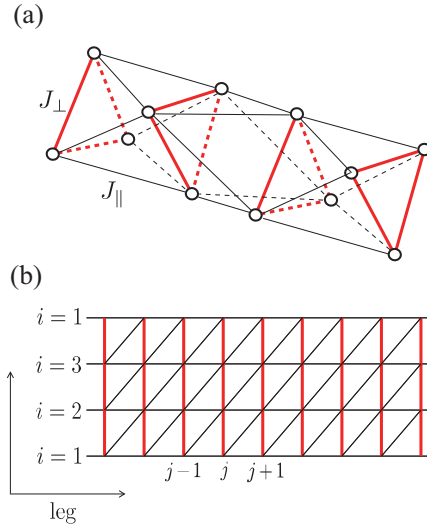 (a)
J⊥
J∥
(b)
i = 1
i = 3
i = 2
i = 1
j−1 j j+1
leg